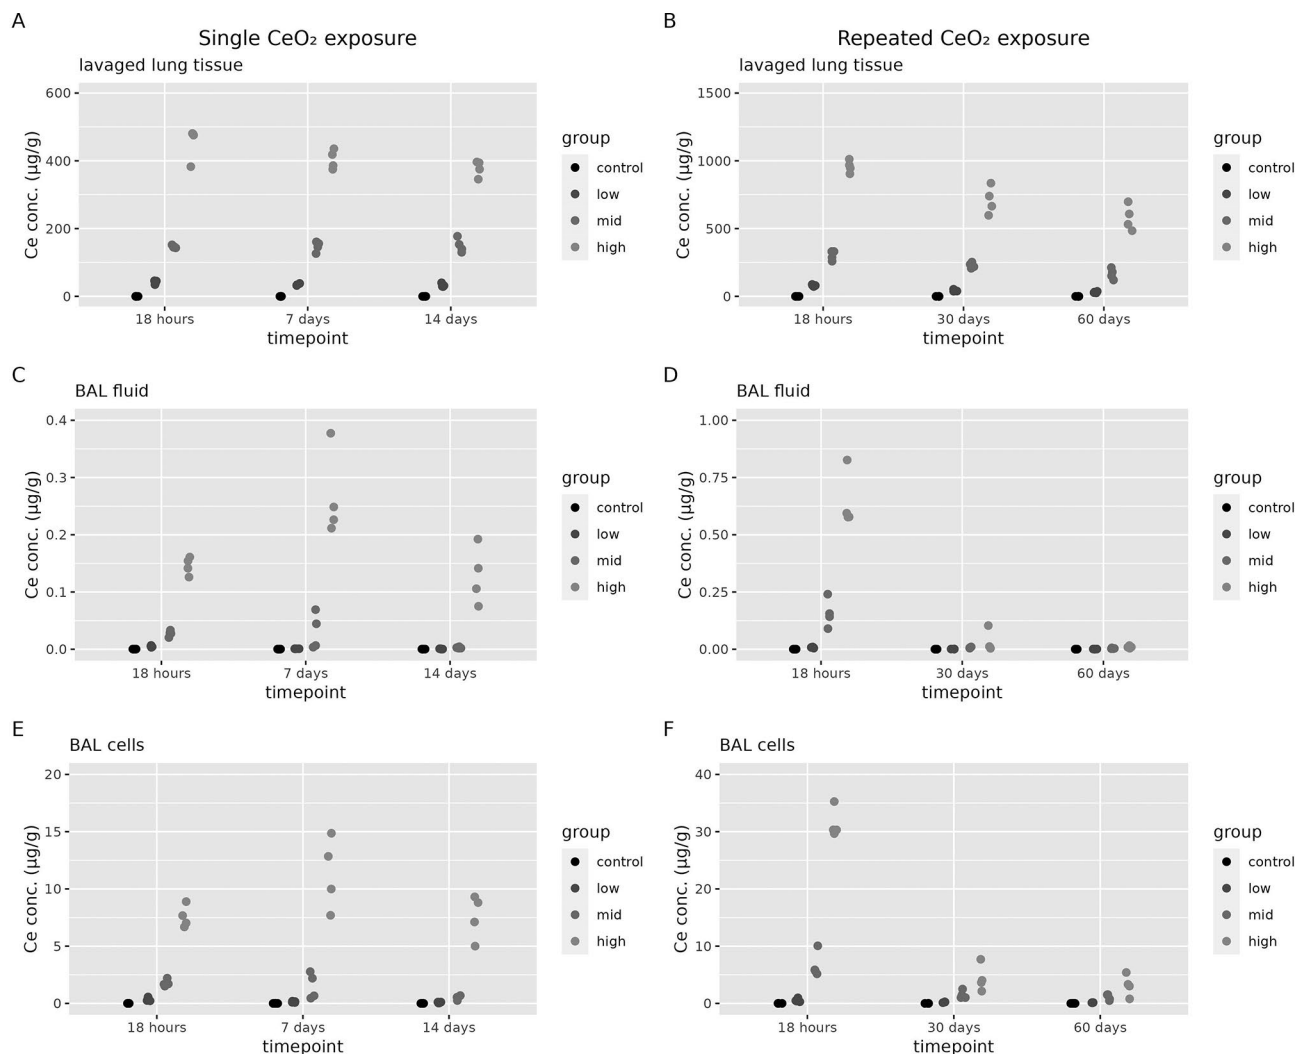 A
Single CeO₂ exposure
lavaged lung tissue
600
400
200
0
Ce conc. (µg/g)
18 hours
7 days
14 days
timepoint
group
control
low
mid
high
B
Repeated CeO₂ exposure
lavaged lung tissue
1500
1000
500
0
Ce conc. (µg/g)
18 hours
30 days
60 days
timepoint
group
control
low
mid
high
C
BAL fluid
0.4
0.3
0.2
0.1
0.0
Ce conc. (µg/g)
18 hours
7 days
14 days
timepoint
group
control
low
mid
high
D
BAL fluid
1.00
0.75
0.50
0.25
0.00
Ce conc. (µg/g)
18 hours
30 days
60 days
timepoint
group
control
low
mid
high
E
BAL cells
20
15
10
5
0
Ce conc. (µg/g)
18 hours
7 days
14 days
timepoint
group
control
low
mid
high
F
BAL cells
40
30
20
10
0
Ce conc. (µg/g)
18 hours
30 days
60 days
timepoint
group
control
low
mid
high